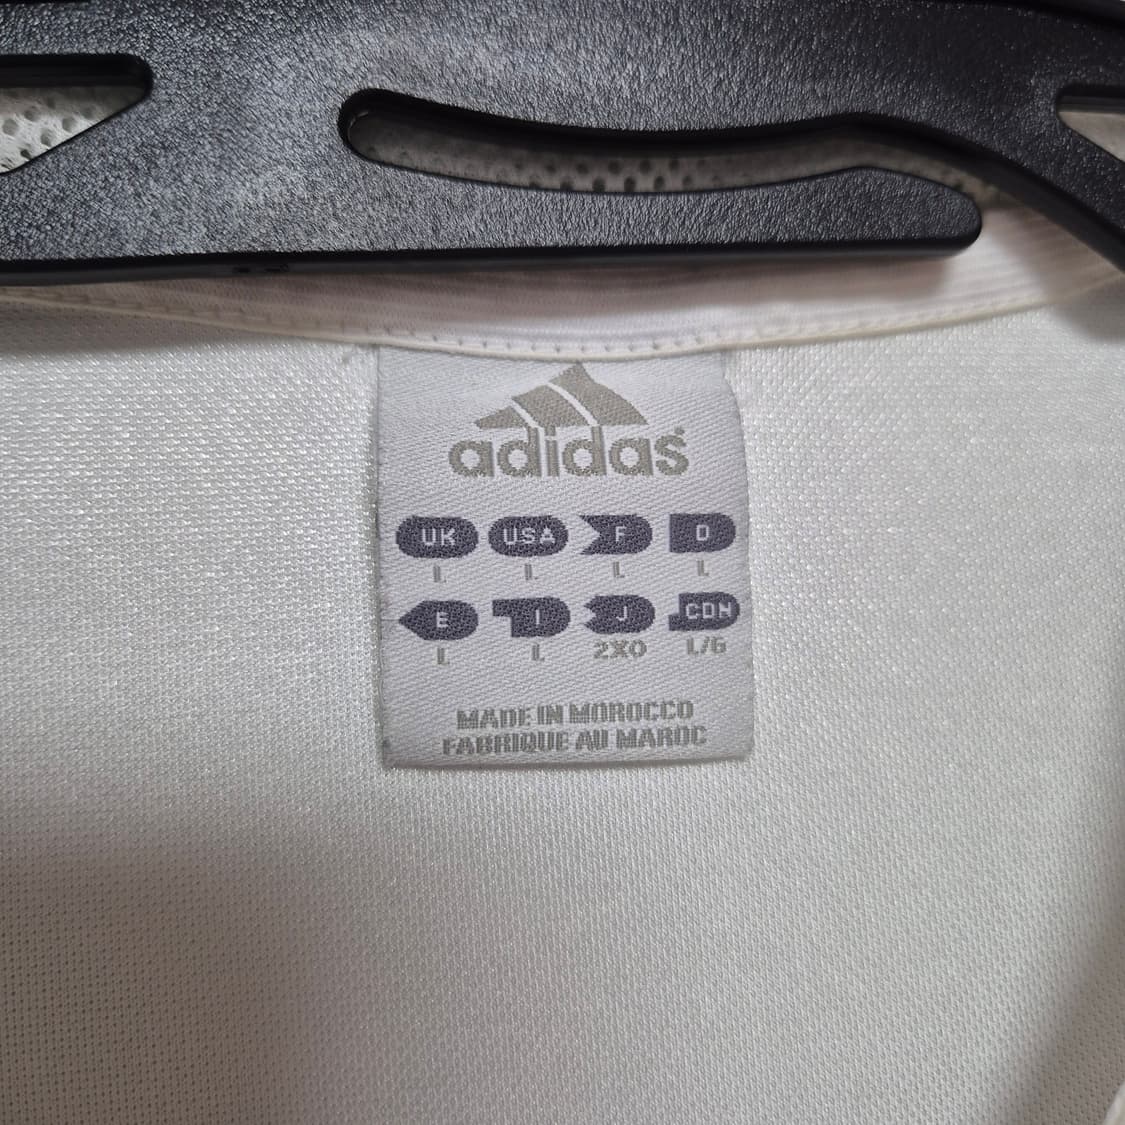 adidas
UK USA F D
L L L L
E I J CDN
L L 2XO L/G
MADE IN MOROCCO
FABRIQUE AU MAROC